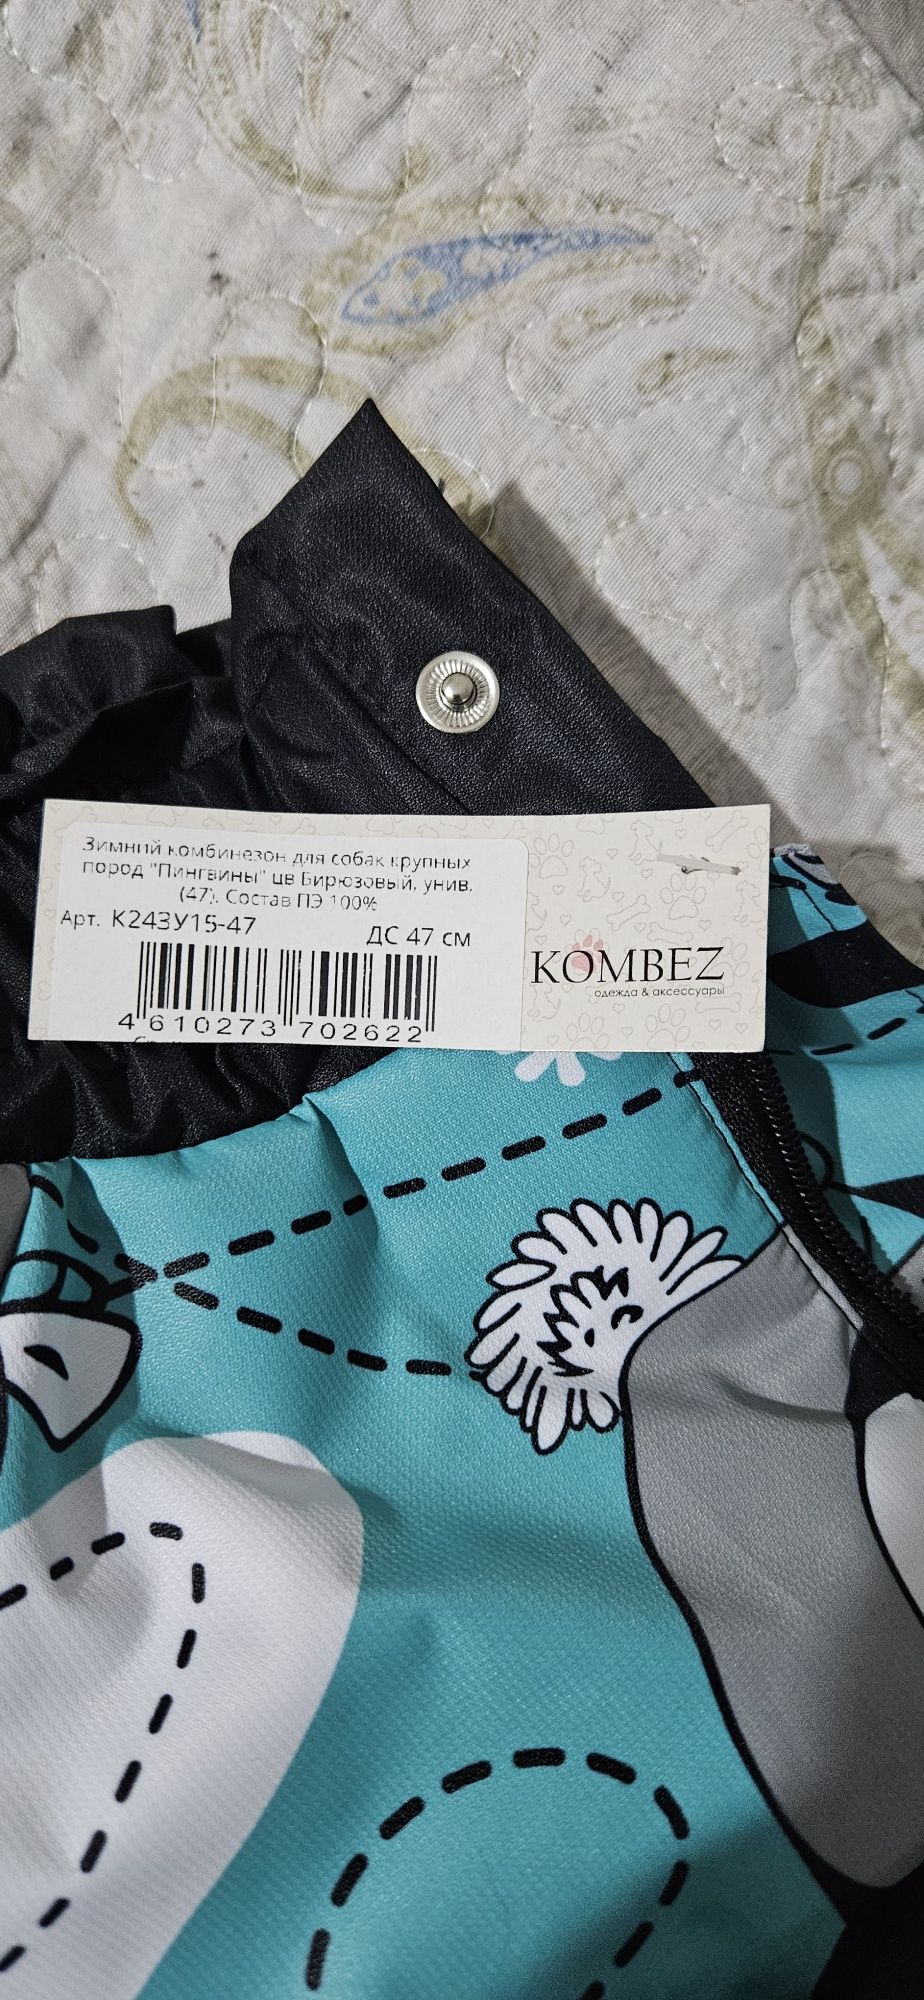 Зимний комбинезон для собак крупных
пород "Пингвины" цв Бирюзовый, унив.
(47). Состав ПЭ 100%
Арт. К24ЗУ15-47
ДС 47 см
4 610273 702622
KOMBEZ
одежда & аксессуары